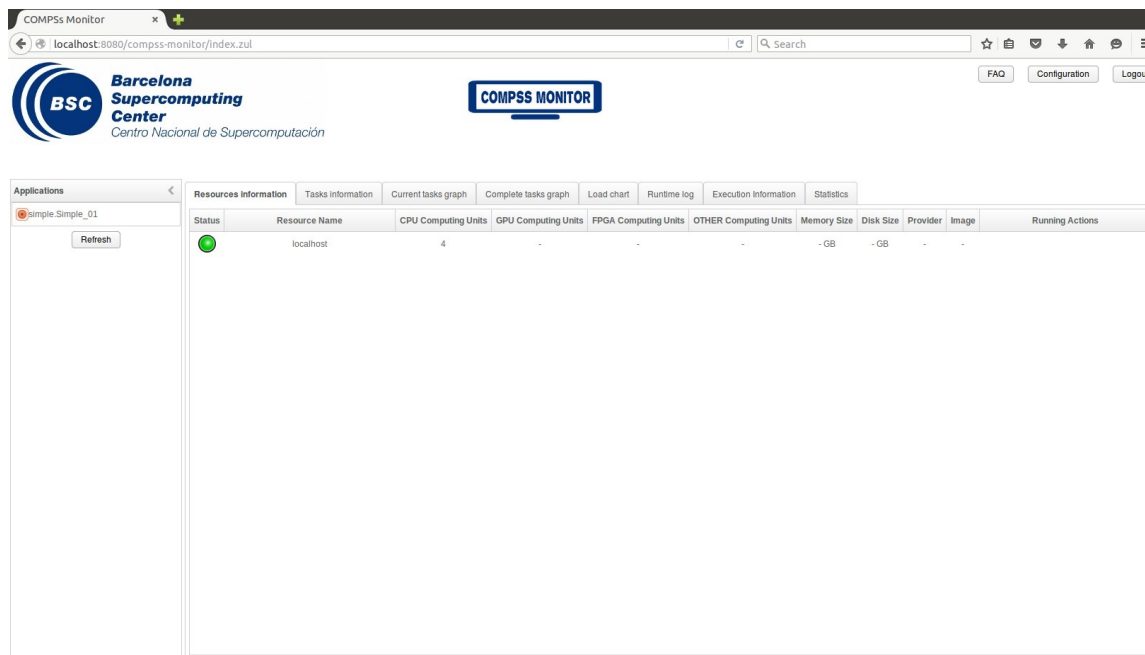 COMPSs Monitor
localhost:8080/compss-monitor/index.zul
Search
BSC
Barcelona
Supercomputing
Center
Centro Nacional de Supercomputación
COMPSS MONITOR
FAQ Configuration Logou
Applications
simple.Simple_01
Refresh
Resources information Tasks information Current tasks graph Complete tasks graph Load chart Runtime log Execution Information Statistics
Status Resource Name CPU Computing Units GPU Computing Units FPGA Computing Units OTHER Computing Units Memory Size Disk Size Provider Image Running Actions
localhost 4 - - - - GB - GB - -